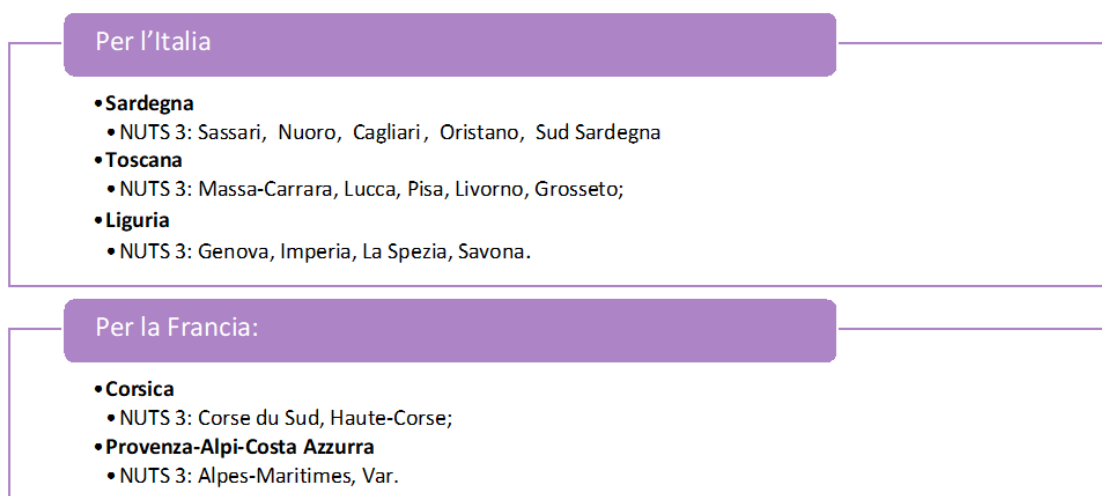 Per l’Italia
•Sardegna
•NUTS 3: Sassari, Nuoro, Cagliari, Oristano, Sud Sardegna
•Toscana
•NUTS 3: Massa-Carrara, Lucca, Pisa, Livorno, Grosseto;
•Liguria
•NUTS 3: Genova, Imperia, La Spezia, Savona.
Per la Francia:
•Corsica
•NUTS 3: Corse du Sud, Haute-Corse;
•Provenza-Alpi-Costa Azzurra
•NUTS 3: Alpes-Maritimes, Var.